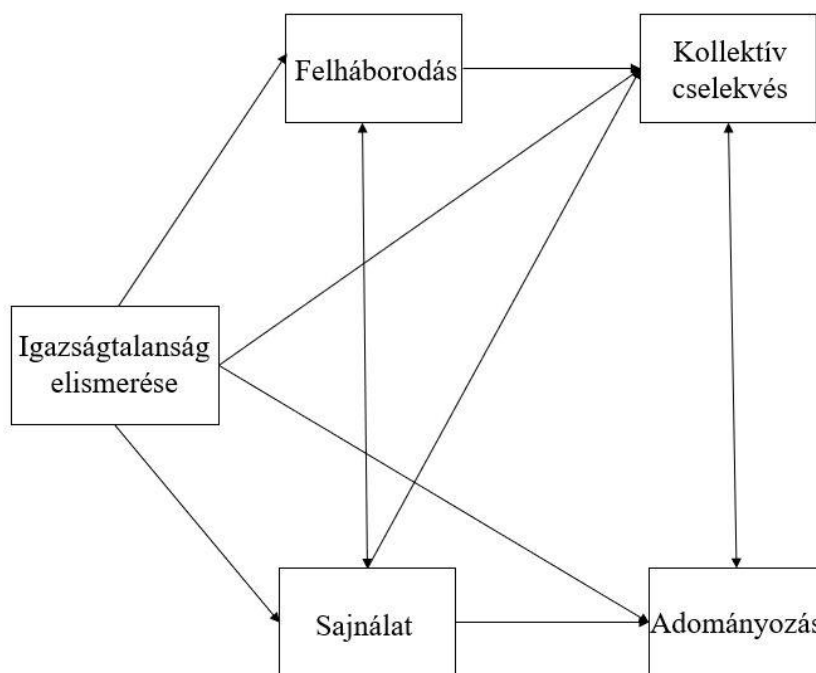 Felháborodás
Kollektív
cselekvés
Igazságtalanság
elismerése
Sajnálat
Adományozás